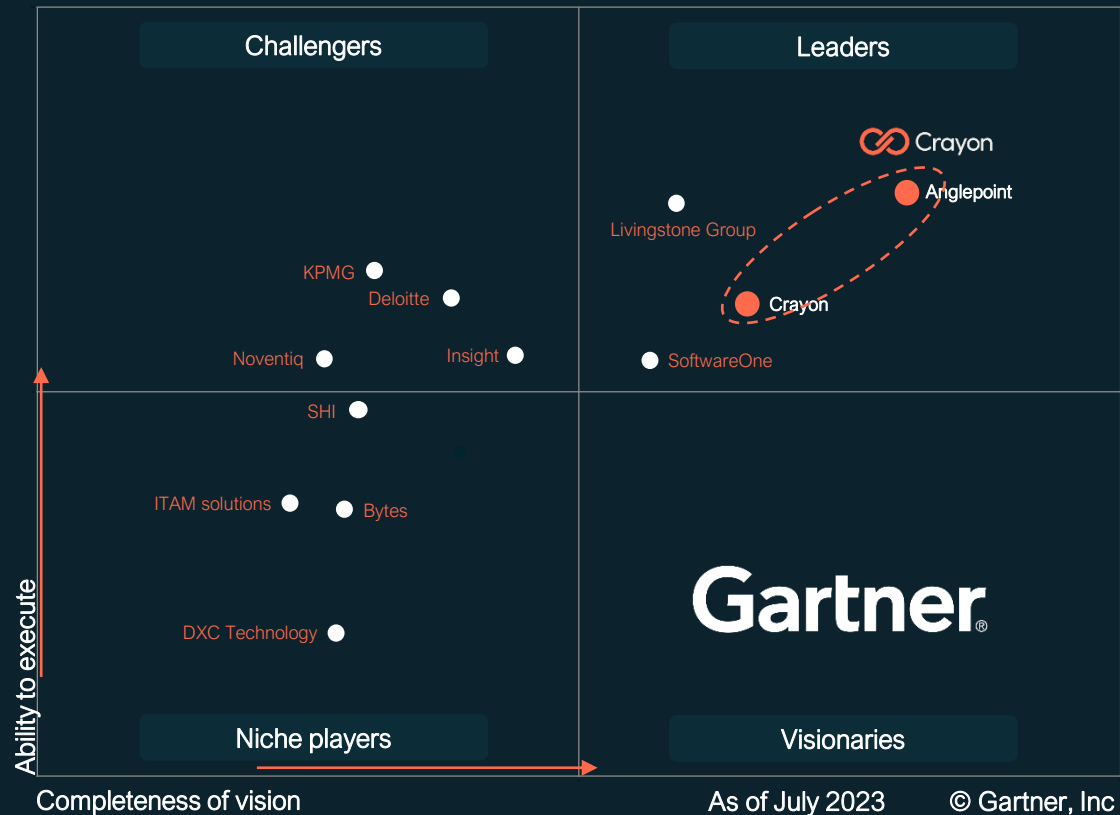 Challengers
Leaders
Crayon
Anglepoint
Livingstone Group
KPMG
Deolitte
Crayon
Noventiq
Insight
SoftwareOne
SHI
ITAM solutions
Bytes
Gartner®
DXC Technology
Ability to execute
Niche players
Visionaries
Completeness of vision
As of July 2023
© Gartner, Inc